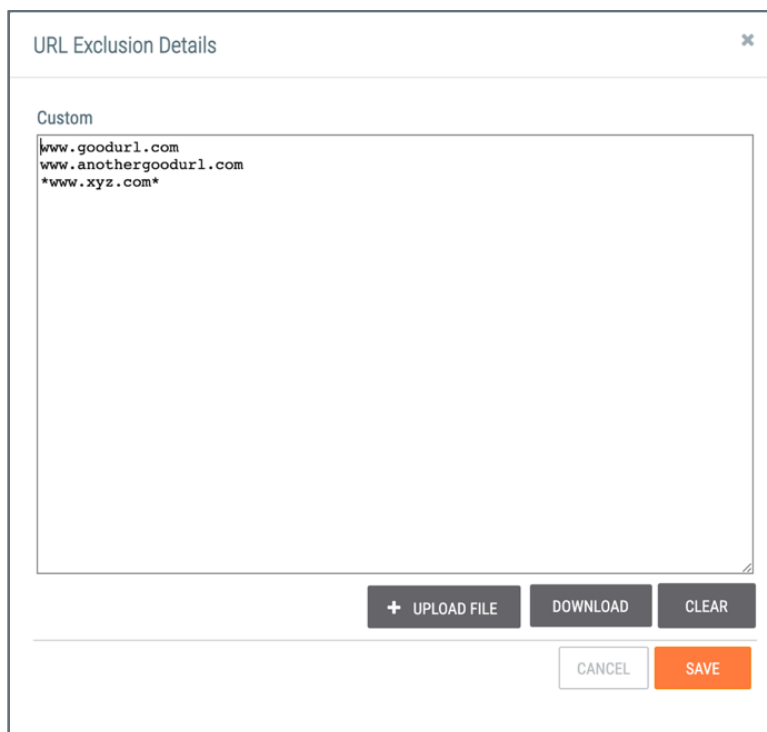 URL Exclusion Details
Custom
www.goodurl.com
www.anothergoodurl.com
*www.xyz.com*
+ UPLOAD FILE
DOWNLOAD
CLEAR
CANCEL
SAVE